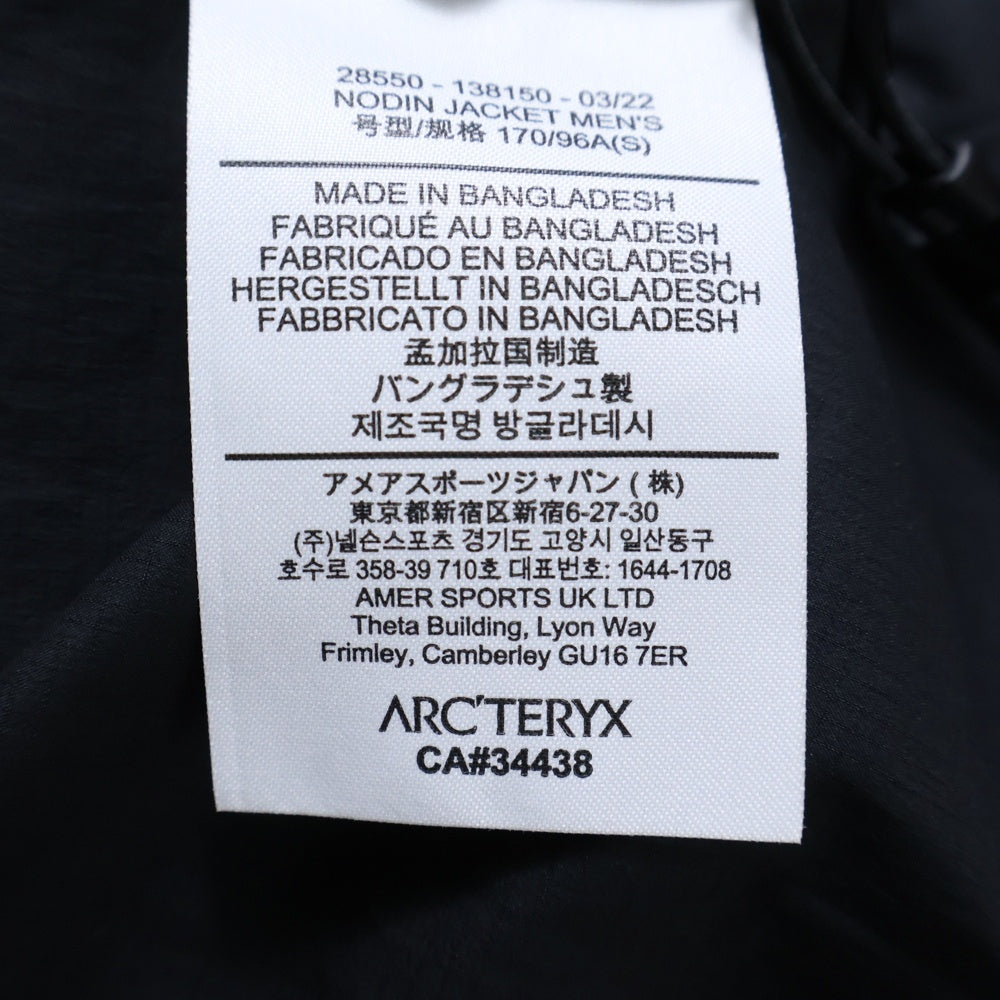 28550 - 138150 - 03/22
NODIN JACKET MEN'S
号型/规格 170/96A(S)
MADE IN BANGLADESH
FABRIQUÉ AU BANGLADESH
FABRICADO EN BANGLADESH
HERGESTELLT IN BANGLADESCH
FABBRICATO IN BANGLADESH
孟加拉国制造
バングラデシュ製
제조국명 방글라데시
アメアスポーツジャパン ( 株)
東京都新宿区新宿6-27-30
(주)넬슨스포츠 경기도 고양시 일산동구
호수로 358-39 710호 대표번호: 1644-1708
AMER SPORTS UK LTD
Theta Building, Lyon Way
Frimley, Camberley GU16 7ER
ARC'TERYX
CA#34438